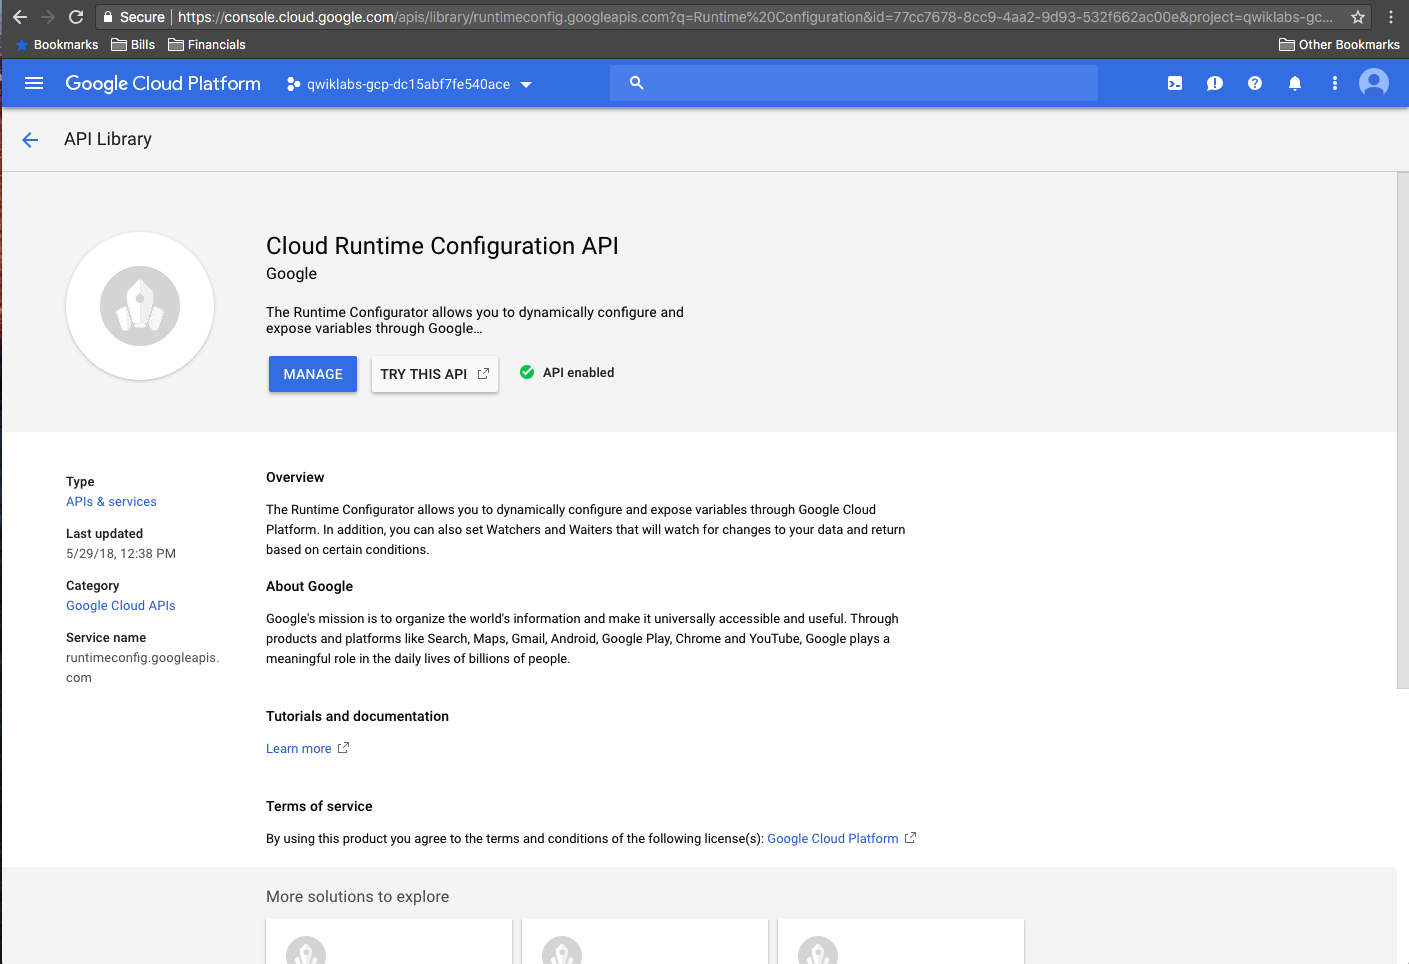 Secure https://console.cloud.google.com/apis/library/runtimeconfig.googleapis.com?q=Runtime%20Configuration&id=77cc7678-8cc9-4aa2-9d93-532f662ac00e&project=qwiklabs-gc...
Bookmarks Bills Financials Other Bookmarks
Google Cloud Platform qwiklabs-gcp-dc15abf7fe540ace
API Library
Cloud Runtime Configuration API
Google
The Runtime Configurator allows you to dynamically configure and
expose variables through Google…
MANAGE TRY THIS API API enabled
Type
APIs & services
Last updated
5/29/18, 12:38 PM
Category
Google Cloud APIs
Service name
runtimeconfig.googleapis.
com
Overview
The Runtime Configurator allows you to dynamically configure and expose variables through Google Cloud
Platform. In addition, you can also set Watchers and Waiters that will watch for changes to your data and return
based on certain conditions.
About Google
Google's mission is to organize the world's information and make it universally accessible and useful. Through
products and platforms like Search, Maps, Gmail, Android, Google Play, Chrome and YouTube, Google plays a
meaningful role in the daily lives of billions of people.
Tutorials and documentation
Learn more
Terms of service
By using this product you agree to the terms and conditions of the following license(s): Google Cloud Platform
More solutions to explore